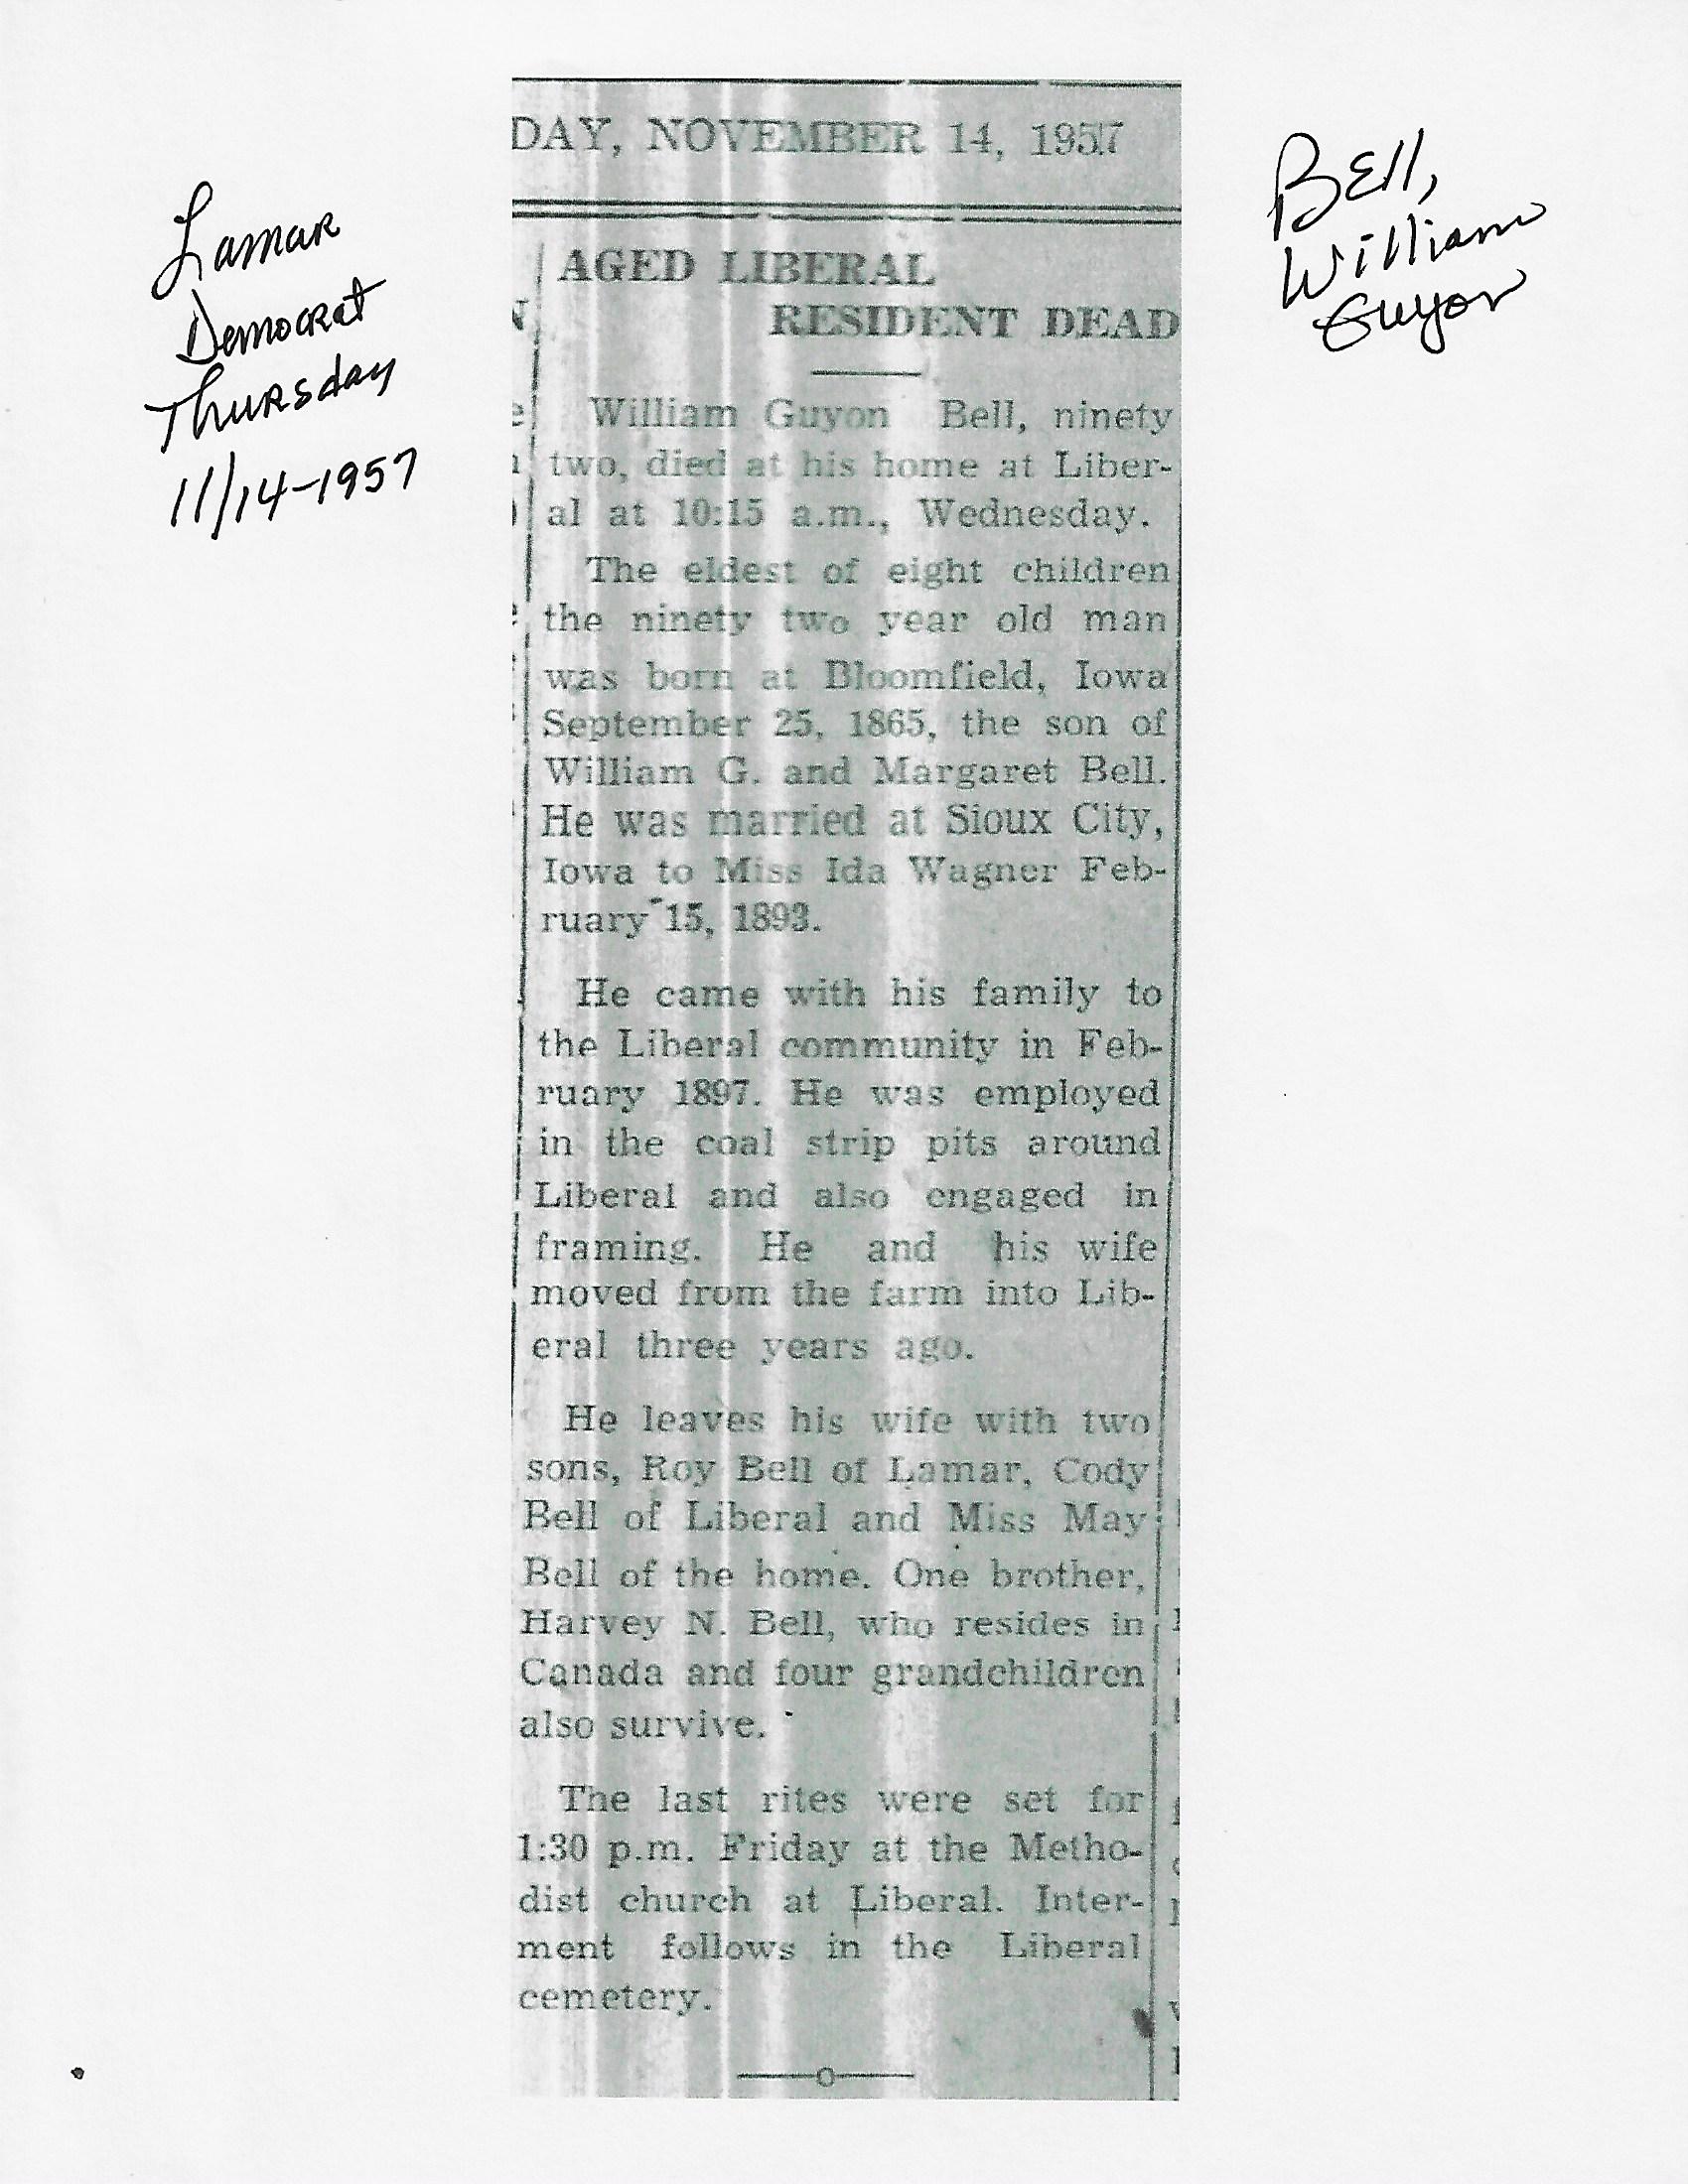 Lamar
Democrat
Thursday
11/14-1957
Bell,
William
Guyon
DAY, NOVEMBER 14, 1957
AGED LIBERAL
RESIDENT DEAD
William Guyon Bell, ninety
two, died at his home at Liber-
al at 10:15 a.m., Wednesday.
The eldest of eight children
the ninety two year old man
was born at Bloomfield, Iowa
September 25, 1865, the son of
William G. and Margaret Bell.
He was married at Sioux City,
Iowa to Miss Ida Wagner Feb-
ruary 15, 1893.
He came with his family to
the Liberal community in Feb-
ruary 1897. He was employed
in the coal strip pits around
Liberal and also engaged in
framing. He and his wife
moved from the farm into Lib-
eral three years ago.
He leaves his wife with two
sons, Roy Bell of Lamar, Cody
Bell of Liberal and Miss May
Bell of the home. One brother,
Harvey N. Bell, who resides in
Canada and four grandchildren
also survive.
The last rites were set for
1:30 p.m. Friday at the Metho-
dist church at Liberal. Inter-
ment follows in the Liberal
cemetery.